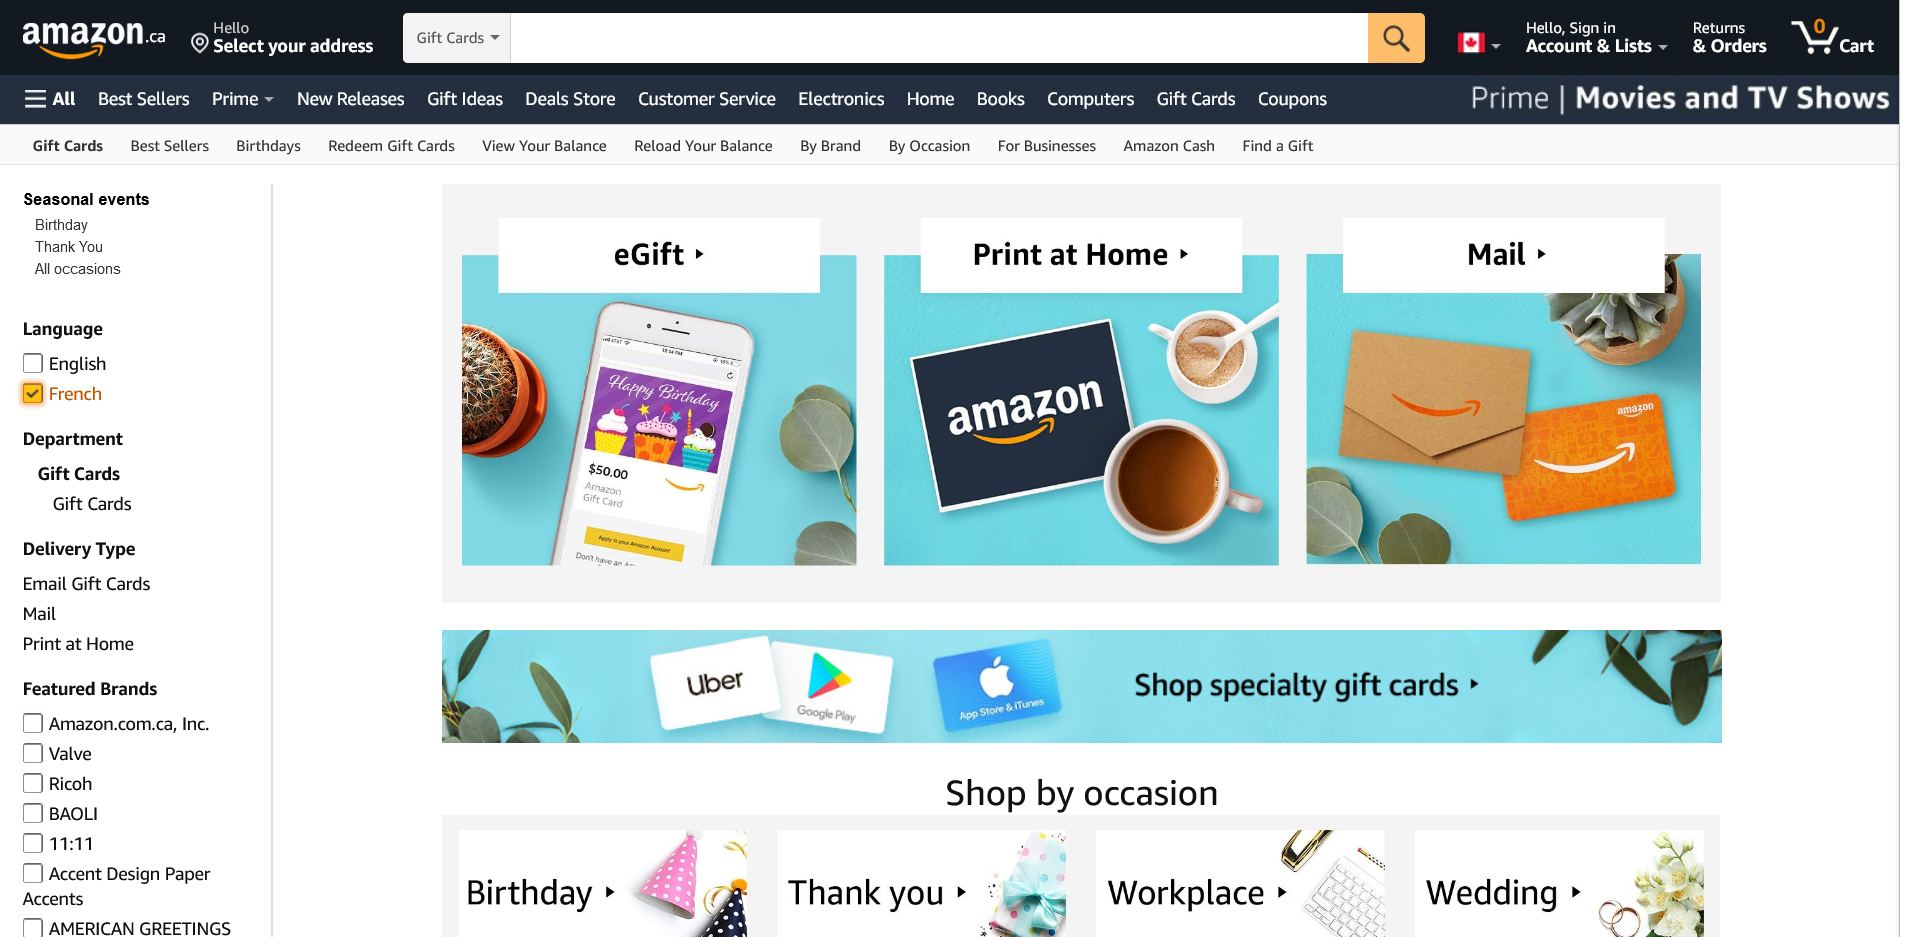 amazon.ca
Hello
Select your address
Gift Cards
Hello, Sign in
Account & Lists
Returns
& Orders
0
Cart
All
Best Sellers
Prime
New Releases
Gift Ideas
Deals Store
Customer Service
Electronics
Home
Books
Computers
Gift Cards
Coupons
Prime | Movies and TV Shows
Gift Cards
Best Sellers
Birthdays
Redeem Gift Cards
View Your Balance
Reload Your Balance
By Brand
By Occasion
For Businesses
Amazon Cash
Find a Gift
Seasonal events
Birthday
Thank You
All occasions
Language
English
French
Department
Gift Cards
Gift Cards
Delivery Type
Email Gift Cards
Mail
Print at Home
Featured Brands
Amazon.com.ca, Inc.
Valve
Ricoh
BAOLI
11:11
Accent Design Paper
Accents
AMERICAN GREETINGS
eGift
Happy Birthday
$50.00
Amazon
Gift Card
Apply to your Amazon Account
Print at Home
amazon
Mail
amazon
Uber
Google Play
App Store & iTunes
Shop specialty gift cards
Shop by occasion
Birthday
Thank you
Workplace
Wedding